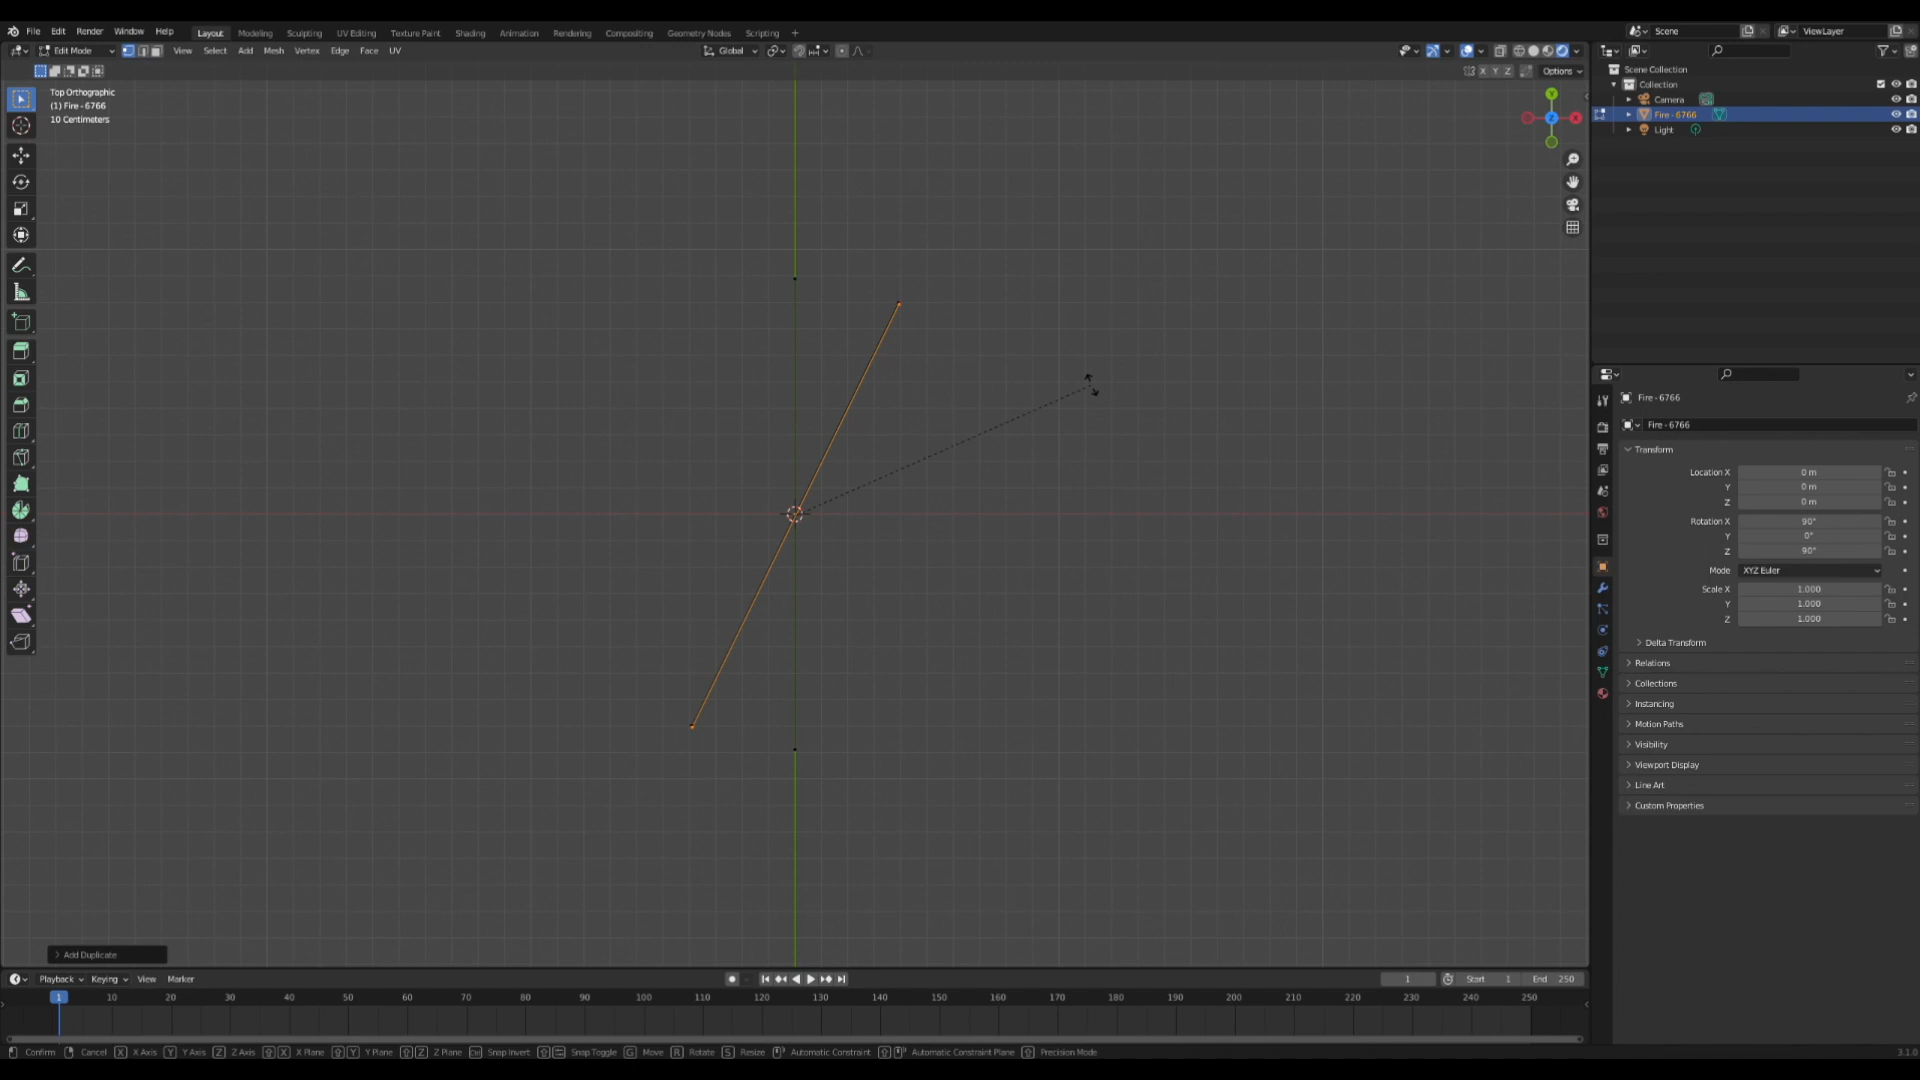 File Edit Render Window Help Layout Modeling Sculpting UV Editing Texture Paint Shading Animation Rendering Compositing Geometry Nodes Scripting +
Scene
ViewLayer
Edit Mode View Select Add Mesh Vertex Edge Face UV
Global
X Y Z
Options
Top Orthographic
(1) Fire - 6766
10 Centimeters
Y
Z
X
Scene Collection
Collection
Camera
Fire - 6766
Light
Fire - 6766
Fire - 6766
Transform
Location X 0 m
Y 0 m
Z 0 m
Rotation X 90°
Y 0°
Z 90°
Mode XYZ Euler
Scale X 1.000
Y 1.000
Z 1.000
Delta Transform
Relations
Collections
Instancing
Motion Paths
Visibility
Viewport Display
Line Art
Custom Properties
Add Duplicate
Playback Keying View Marker
1 Start 1 End 250
1 10 20 30 40 50 60 70 80 90 100 110 120 130 140 150 160 170 180 190 200 210 220 230 240 250
Confirm Cancel X X Axis Y Y Axis Z Z Axis X X Plane Y Y Plane Z Z Plane Ctrl Snap Invert Snap Toggle G Move R Rotate S Resize Automatic Constraint Automatic Constraint Plane Precision Mode
3.1.0